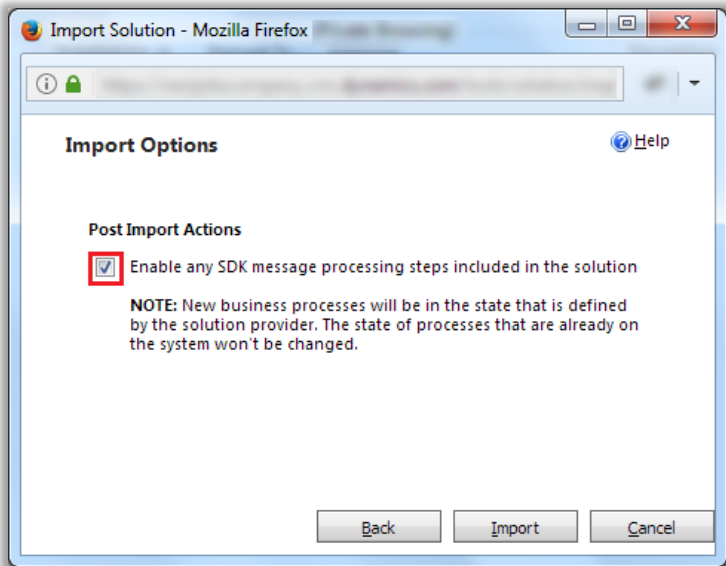 Import Solution - Mozilla Firefox
Import Options
Help
Post Import Actions
Enable any SDK message processing steps included in the solution
NOTE: New business processes will be in the state that is defined
by the solution provider. The state of processes that are already on
the system won't be changed.
Back
Import
Cancel